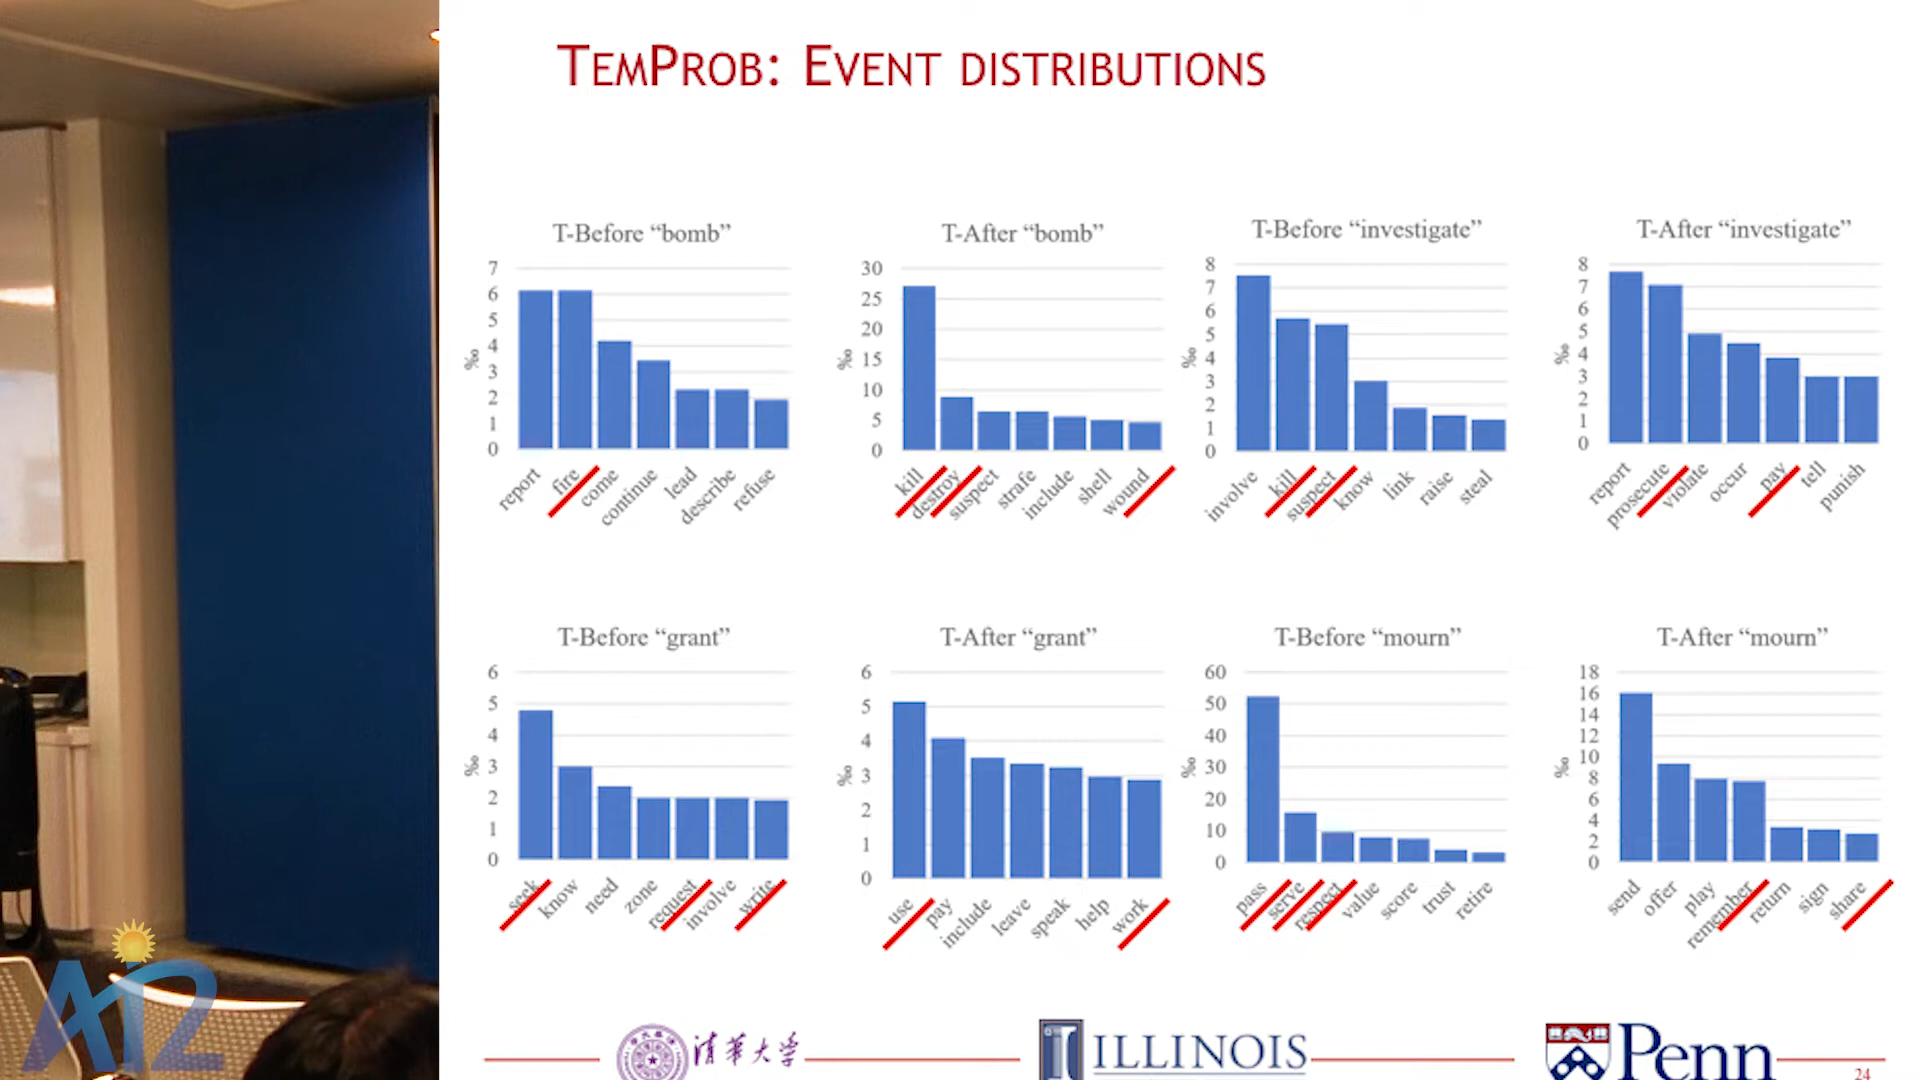 TEMPROB: EVENT DISTRIBUTIONS
T-Before “bomb”
‰
7
6
5
4
3
2
1
0
report
fire
come
continue
lead
describe
refuse
T-After “bomb”
‰
30
25
20
15
10
5
0
kill
destroy
suspect
strafe
include
shell
wound
T-Before “investigate”
‰
8
7
6
5
4
3
2
1
0
involve
kill
suspect
know
link
raise
steal
T-After “investigate”
‰
8
7
6
5
4
3
2
1
0
report
prosecute
violate
occur
pay
tell
punish
T-Before “grant”
‰
6
5
4
3
2
1
0
seek
know
need
zone
request
involve
write
T-After “grant”
‰
6
5
4
3
2
1
0
use
pay
include
leave
speak
help
work
T-Before “mourn”
‰
60
50
40
30
20
10
0
pass
serve
respect
value
score
trust
retire
T-After “mourn”
‰
18
16
14
12
10
8
6
4
2
0
send
offer
play
remember
return
sign
share
AI2
清華大学
ILLINOIS
Penn
24